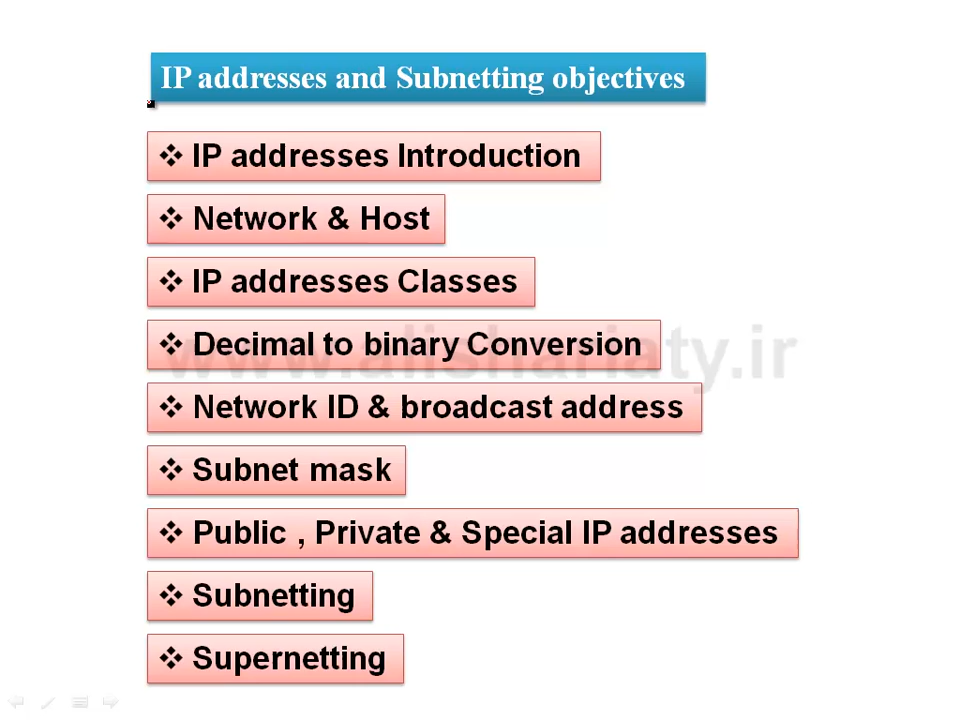 IP addresses and Subnetting objectives
❖ IP addresses Introduction
❖ Network & Host
❖ IP addresses Classes
❖ Decimal to binary Conversion
www.alishariaty.ir
❖ Network ID & broadcast address
❖ Subnet mask
❖ Public , Private & Special IP addresses
❖ Subnetting
❖ Supernetting